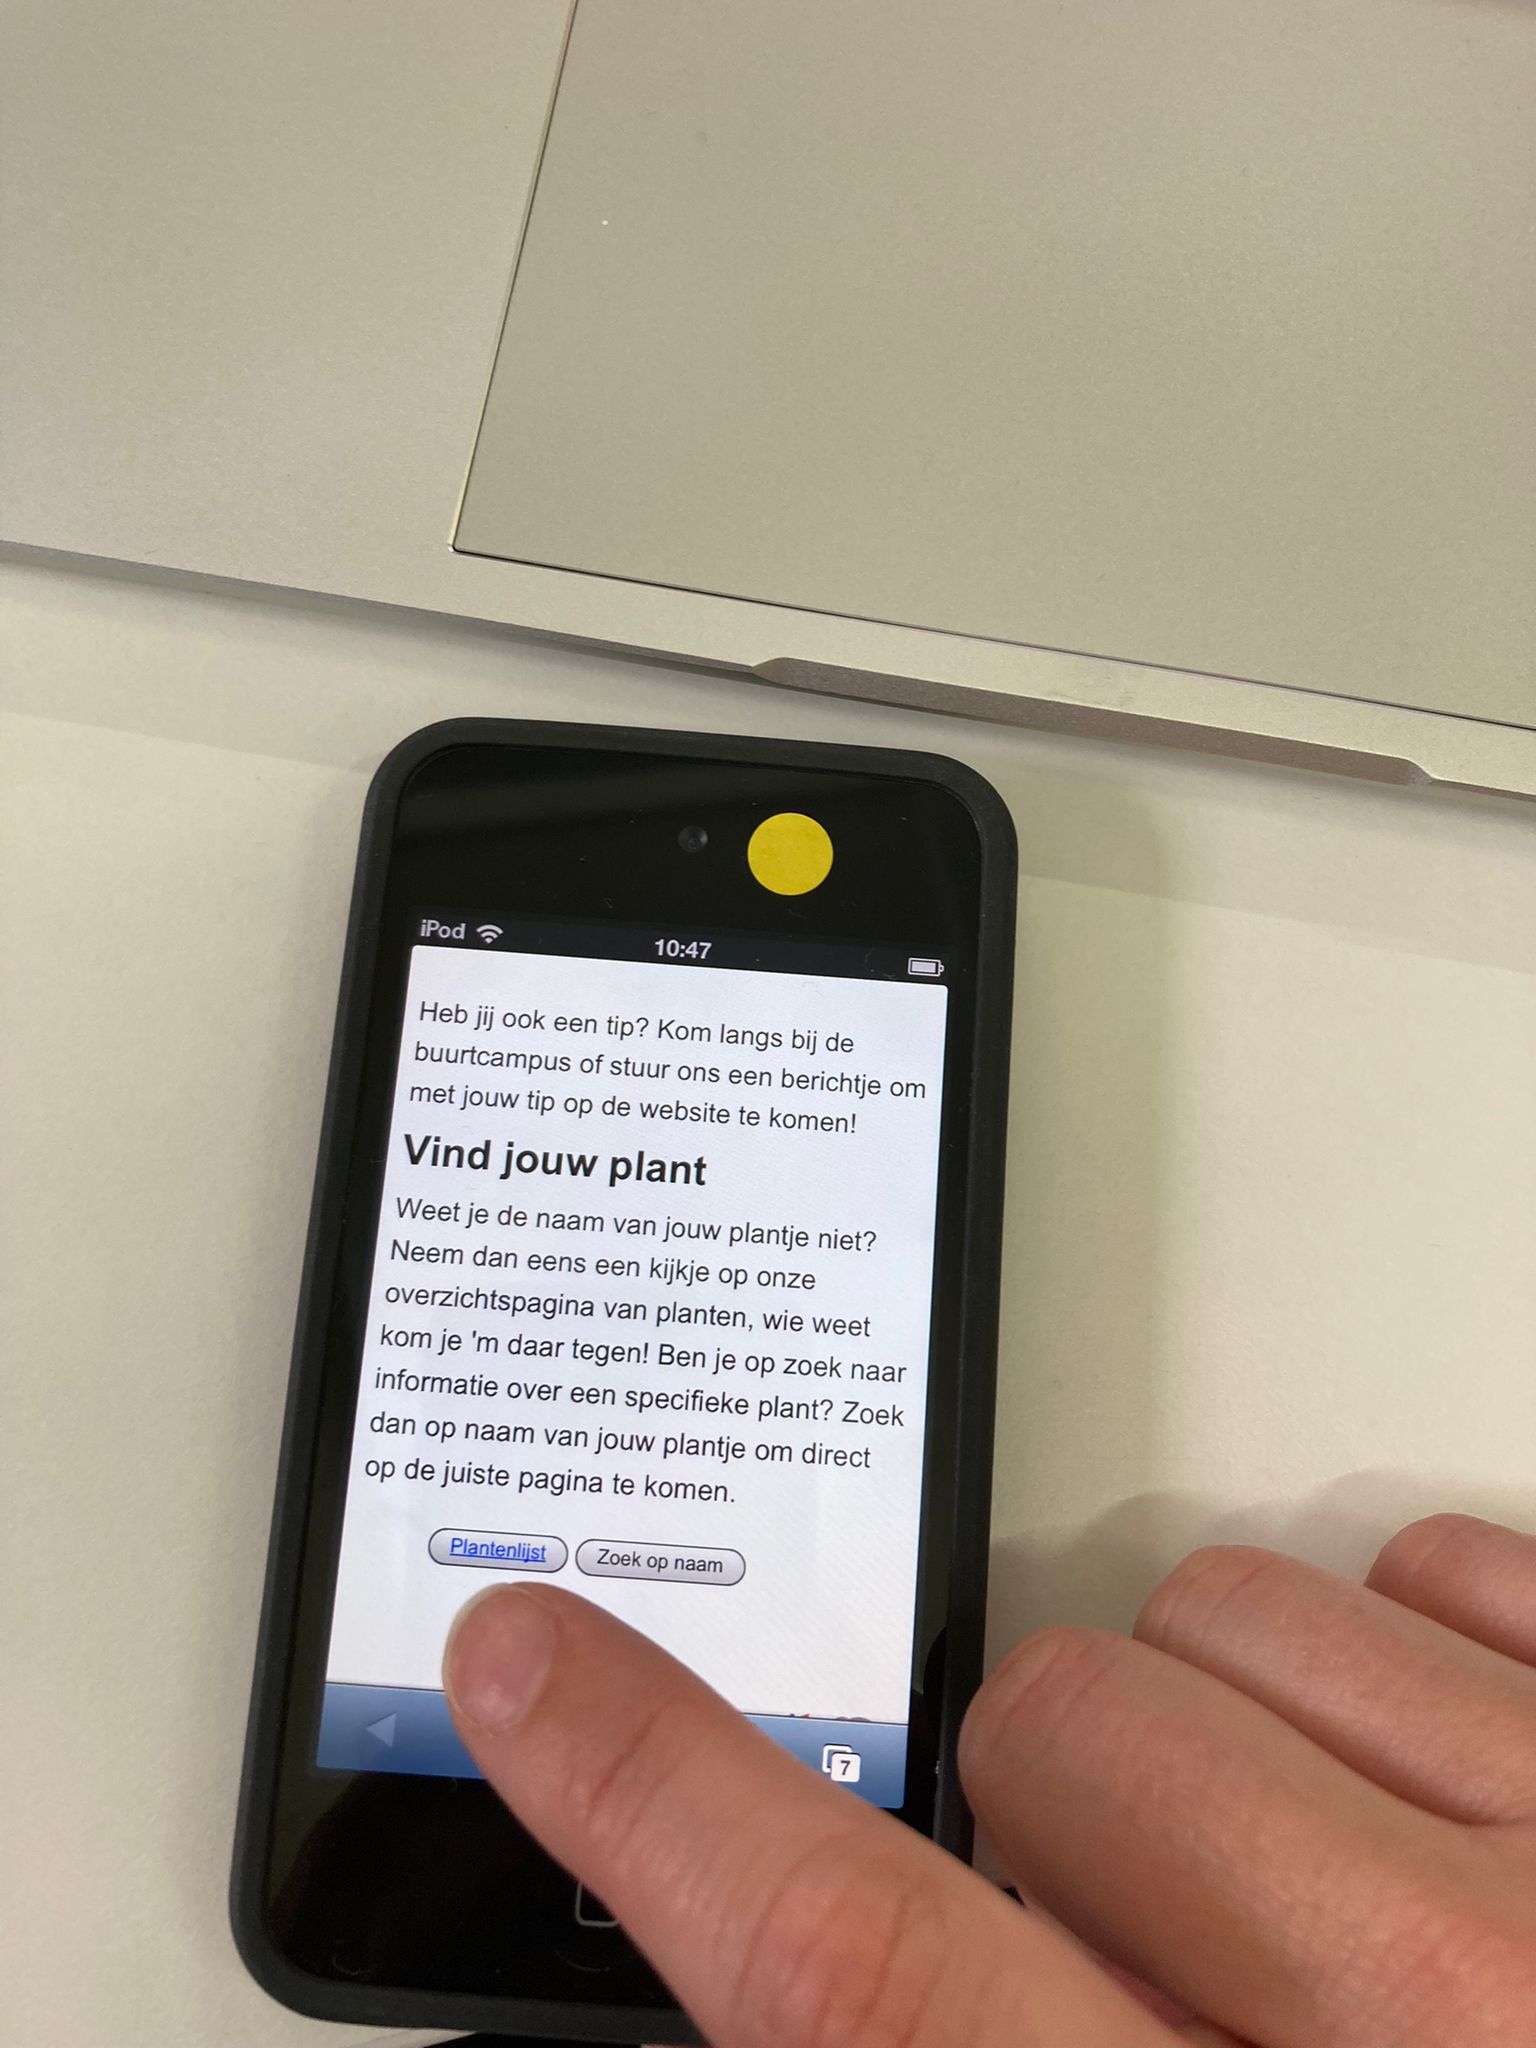 iPod 10:47
Heb jij ook een tip? Kom langs bij de
buurtcampus of stuur ons een berichtje om
met jouw tip op de website te komen!
Vind jouw plant
Weet je de naam van jouw plantje niet?
Neem dan eens een kijkje op onze
overzichtspagina van planten, wie weet
kom je 'm daar tegen! Ben je op zoek naar
informatie over een specifieke plant? Zoek
dan op naam van jouw plantje om direct
op de juiste pagina te komen.
Plantenlijst Zoek op naam
7